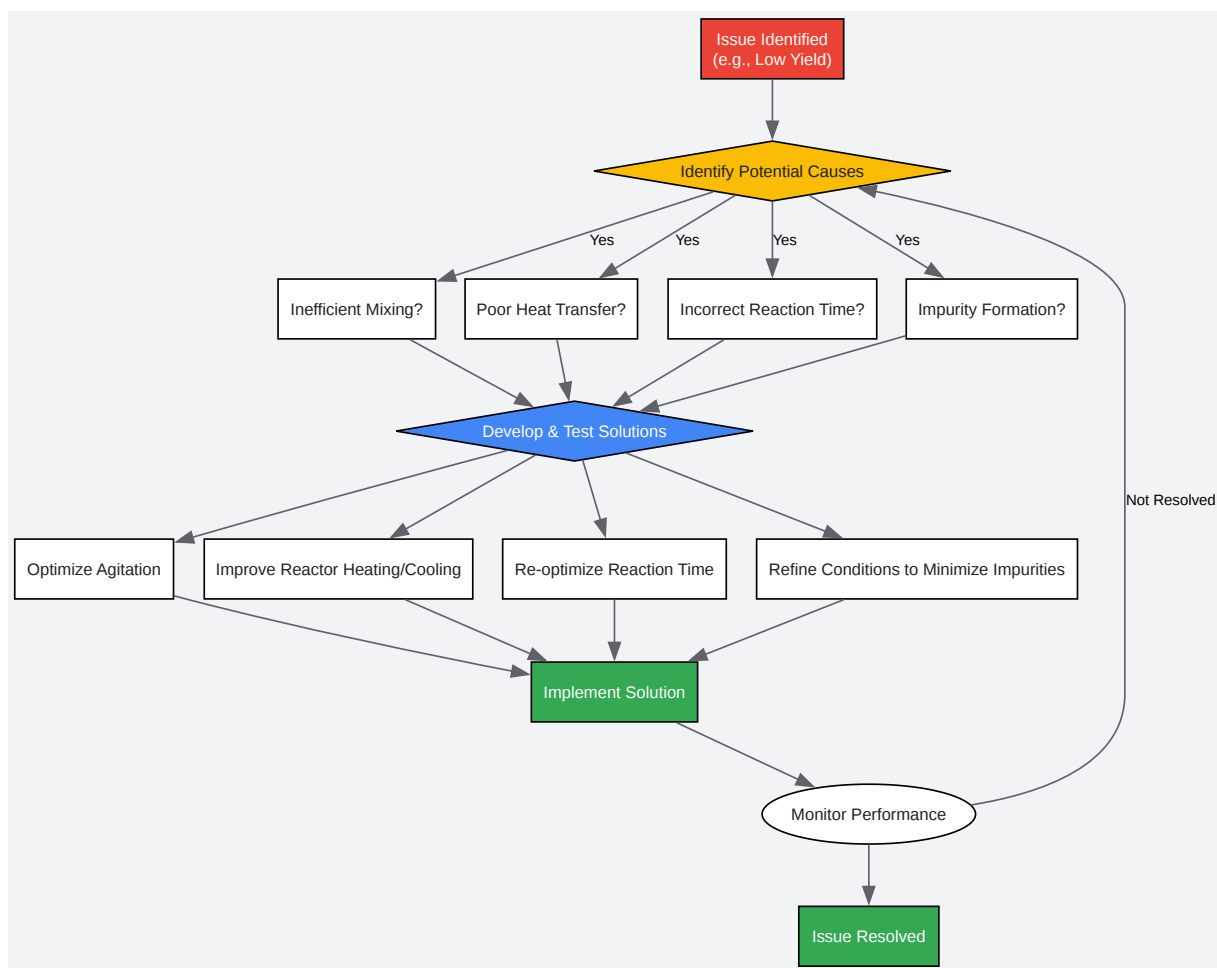 Issue Identified
(e.g., Low Yield)
Identify Potential Causes
Yes
Yes
Yes
Yes
Inefficient Mixing?
Poor Heat Transfer?
Incorrect Reaction Time?
Impurity Formation?
Develop & Test Solutions
Not Resolved
Optimize Agitation
Improve Reactor Heating/Cooling
Re-optimize Reaction Time
Refine Conditions to Minimize Impurities
Implement Solution
Monitor Performance
Issue Resolved